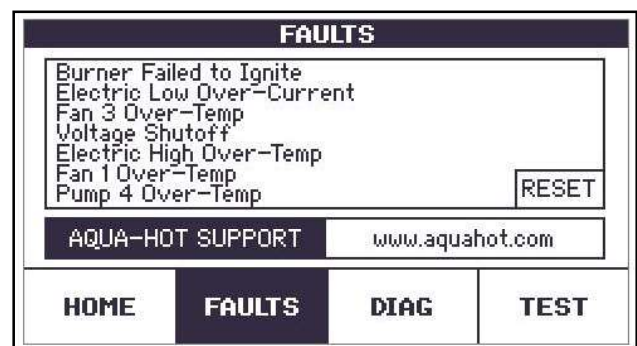 FAULTS
Burner Failed to Ignite
Electric Low Over-Current
Fan 3 Over-Temp
Voltage Shutoff
Electric High Over-Temp
Fan 1 Over-Temp
Pump 4 Over-Temp
RESET
AQUA-HOT SUPPORT www.aquahot.com
HOME FAULTS DIAG TEST